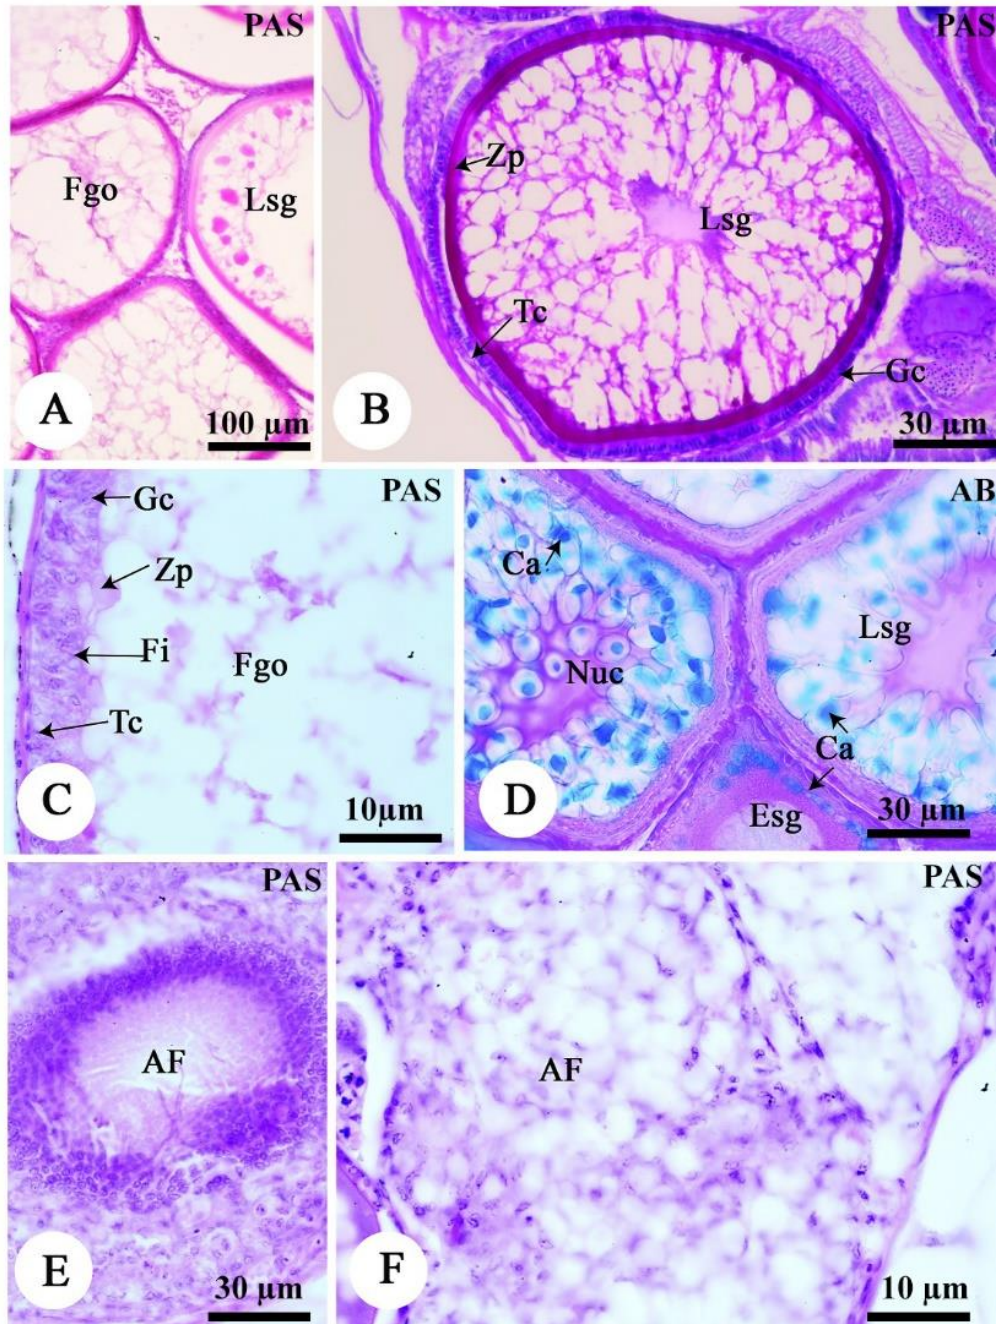 PAS
Fgo
Lsg
A
100 µm
PAS
Zp
Lsg
Tc
Gc
B
30 µm
PAS
Gc
Zp
Fi
Fgo
Tc
C
10µm
AB
Ca
Lsg
Nuc
Ca
Esg
D
30 µm
PAS
AF
E
30 µm
PAS
AF
F
10 µm